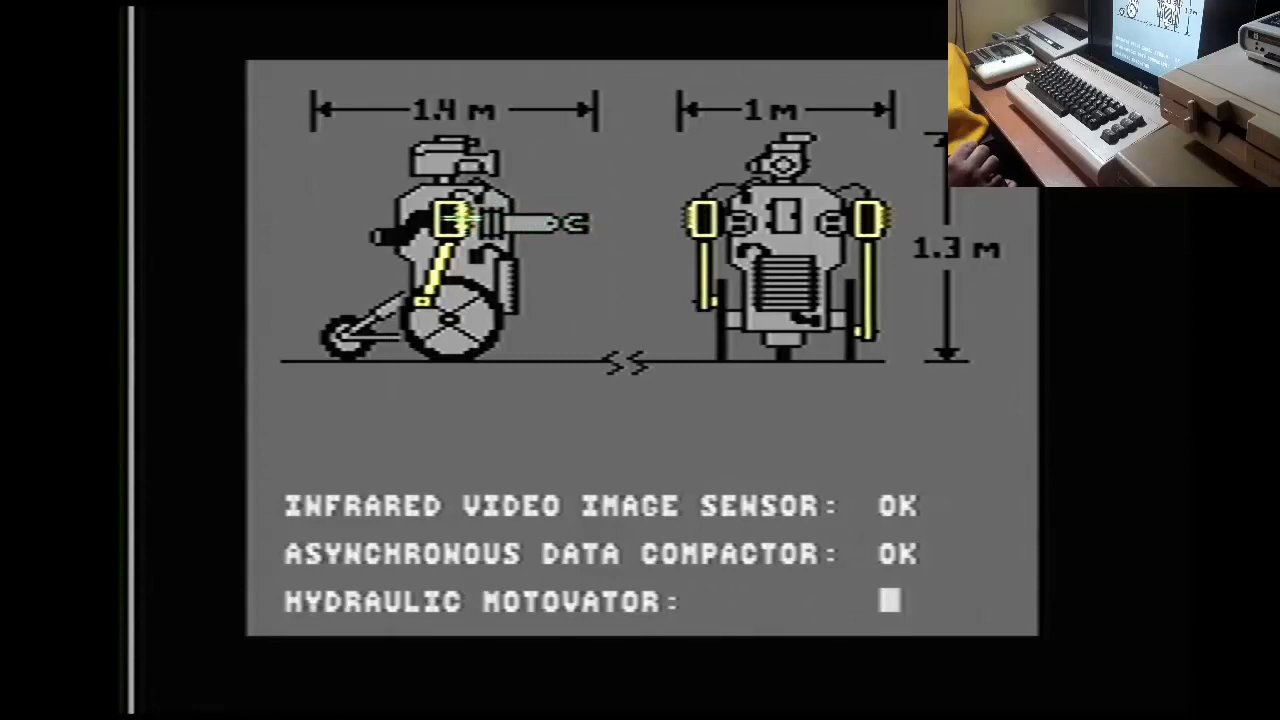 1.4 m
1 m
1.3 m
INFRARED VIDEO IMAGE SENSOR: OK
ASYNCHRONOUS DATA COMPACTOR: OK
HYDRAULIC MOTOVATOR: